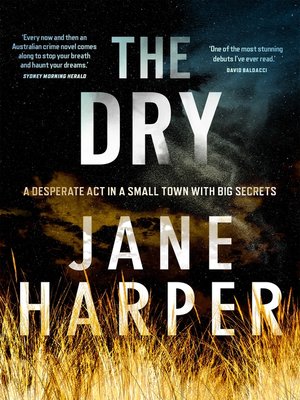 'Every now and then an
Australian crime novel comes
along to stop your breath
and haunt your dreams.'
SYDNEY MORNING HERALD
'One of the most stunning
debuts I've ever read.'
DAVID BALDACCI
THE
DRY
A DESPERATE ACT IN A SMALL TOWN WITH BIG SECRETS
JANE
HARPER